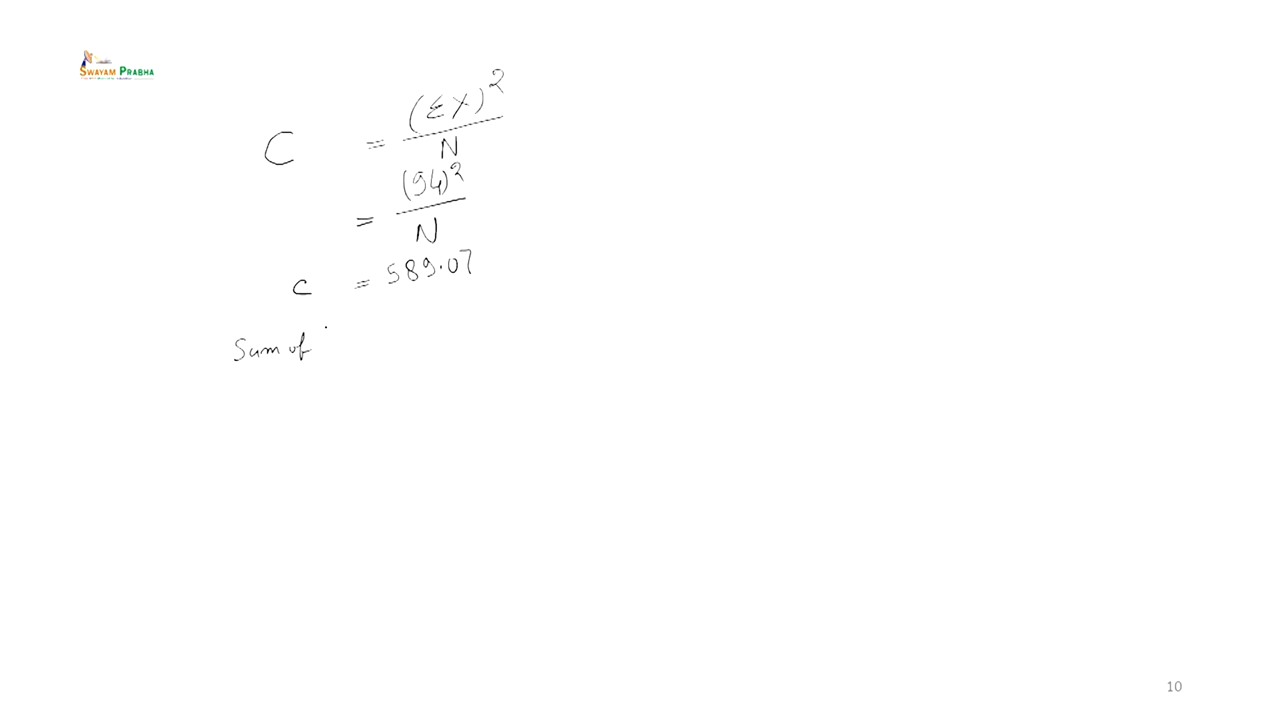 SWAYAM PRABHA
C = (ΣX)²/N
= (94)²/N
c = 589.07
Sum of
10